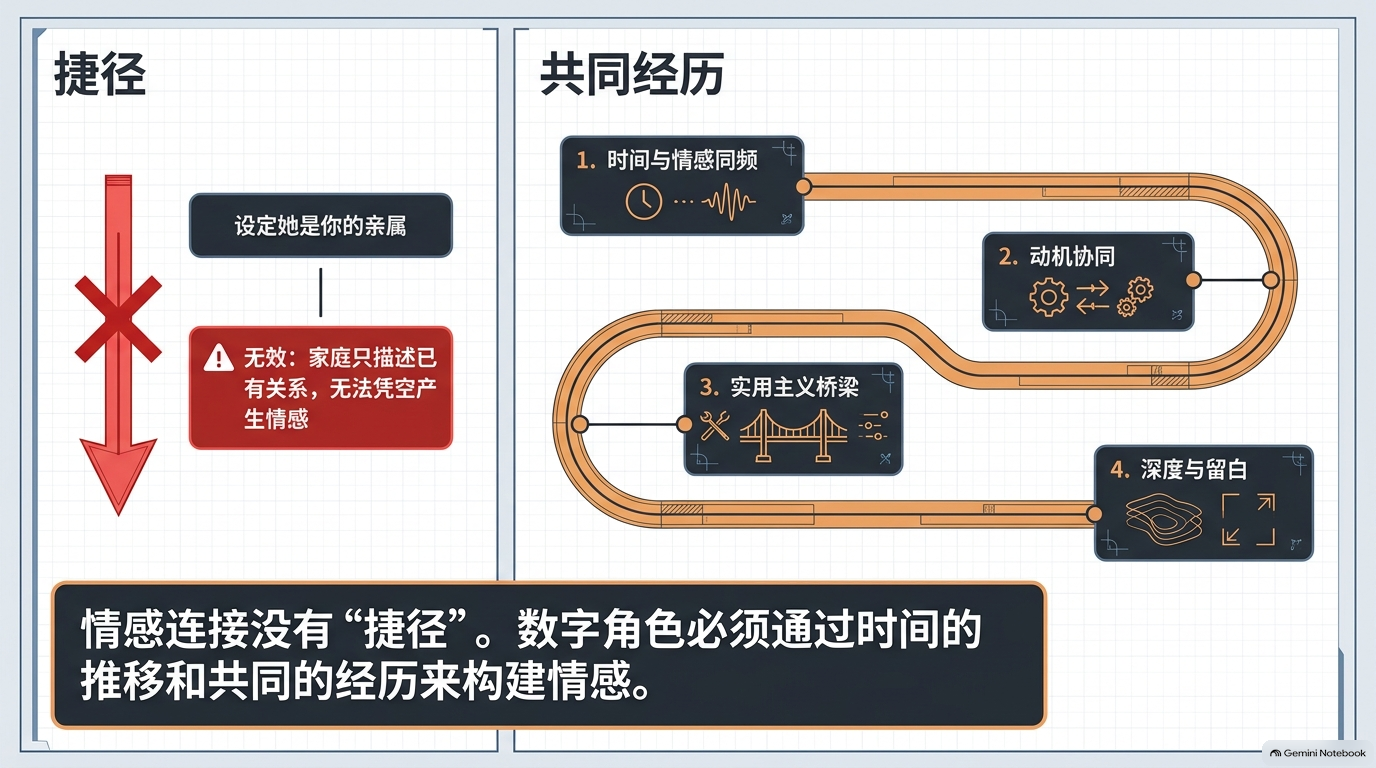 捷径
设定她是你的亲属
无效：家庭只描述已
有关系，无法凭空产
生情感
共同经历
1. 时间与情感同频
2. 动机协同
3. 实用主义桥梁
4. 深度与留白
情感连接没有“捷径”。数字角色必须通过时间的
推移和共同的经历来构建情感。
Gemini Notebook